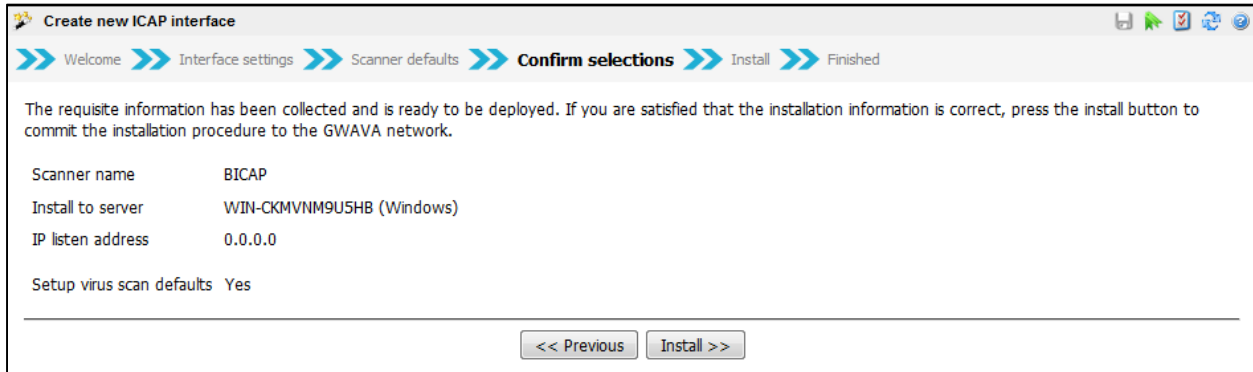 Create new ICAP interface
Welcome Interface settings Scanner defaults Confirm selections Install Finished
The requisite information has been collected and is ready to be deployed. If you are satisfied that the installation information is correct, press the install button to
commit the installation procedure to the GWAVA network.
Scanner name BICAP
Install to server WIN-CKMVNM9U5HB (Windows)
IP listen address 0.0.0.0
Setup virus scan defaults Yes
<< Previous Install >>